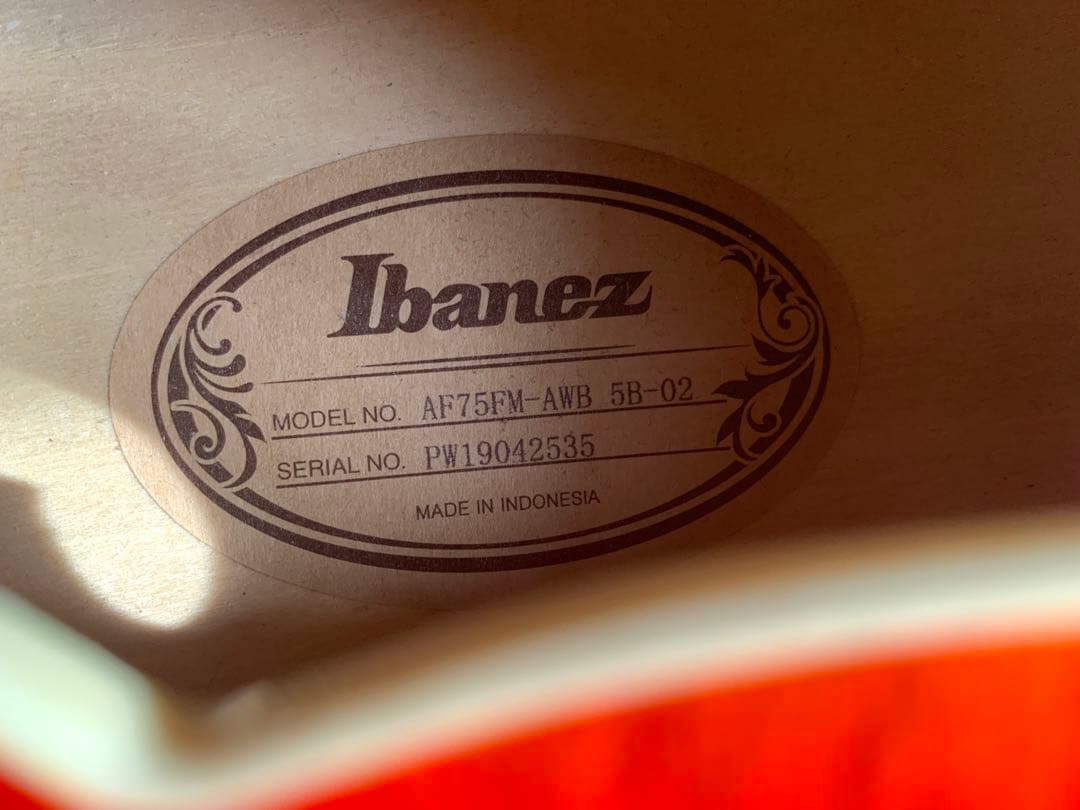 Ibanez
MODEL NO. AF75FM-AWB 5B-02
SERIAL NO. PW19042535
MADE IN INDONESIA